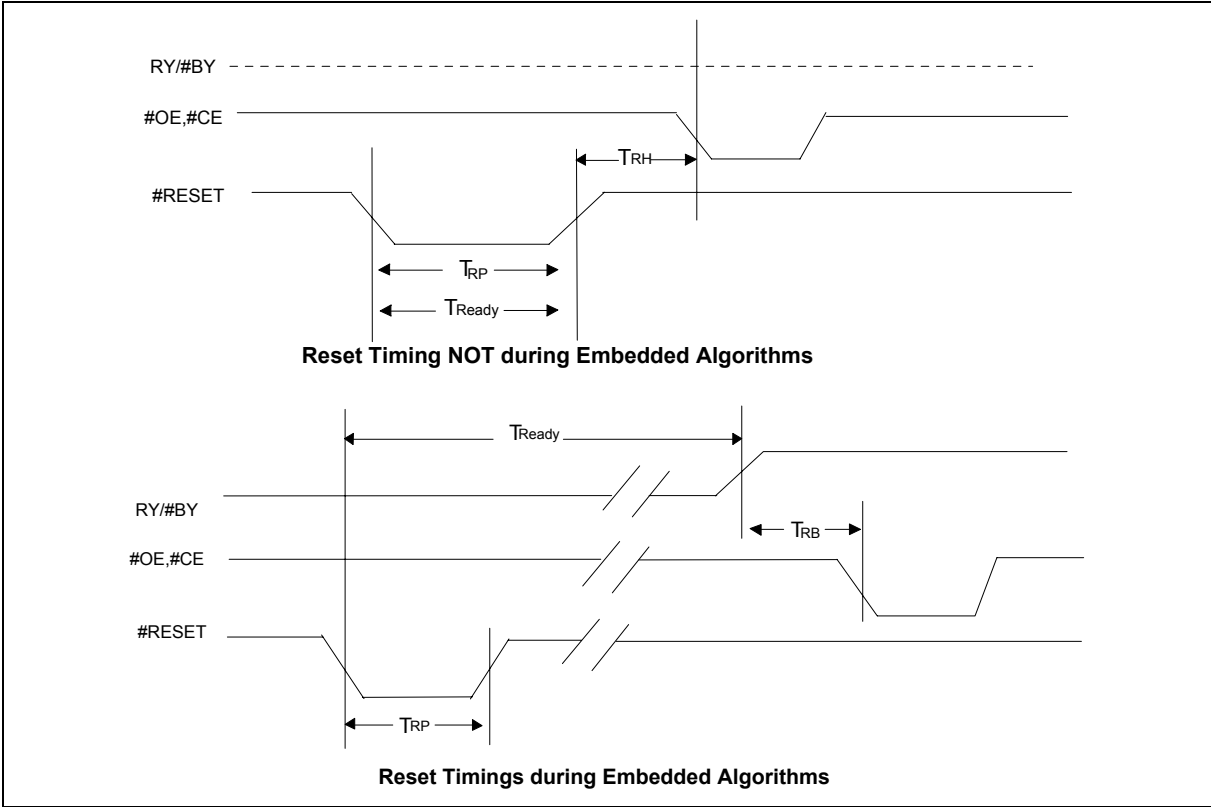 RY/#BY
#OE,#CE
TRH
#RESET
TRP
TReady
Reset Timing NOT during Embedded Algorithms
TReady
RY/#BY
TRB
#OE,#CE
#RESET
TRP
Reset Timings during Embedded Algorithms